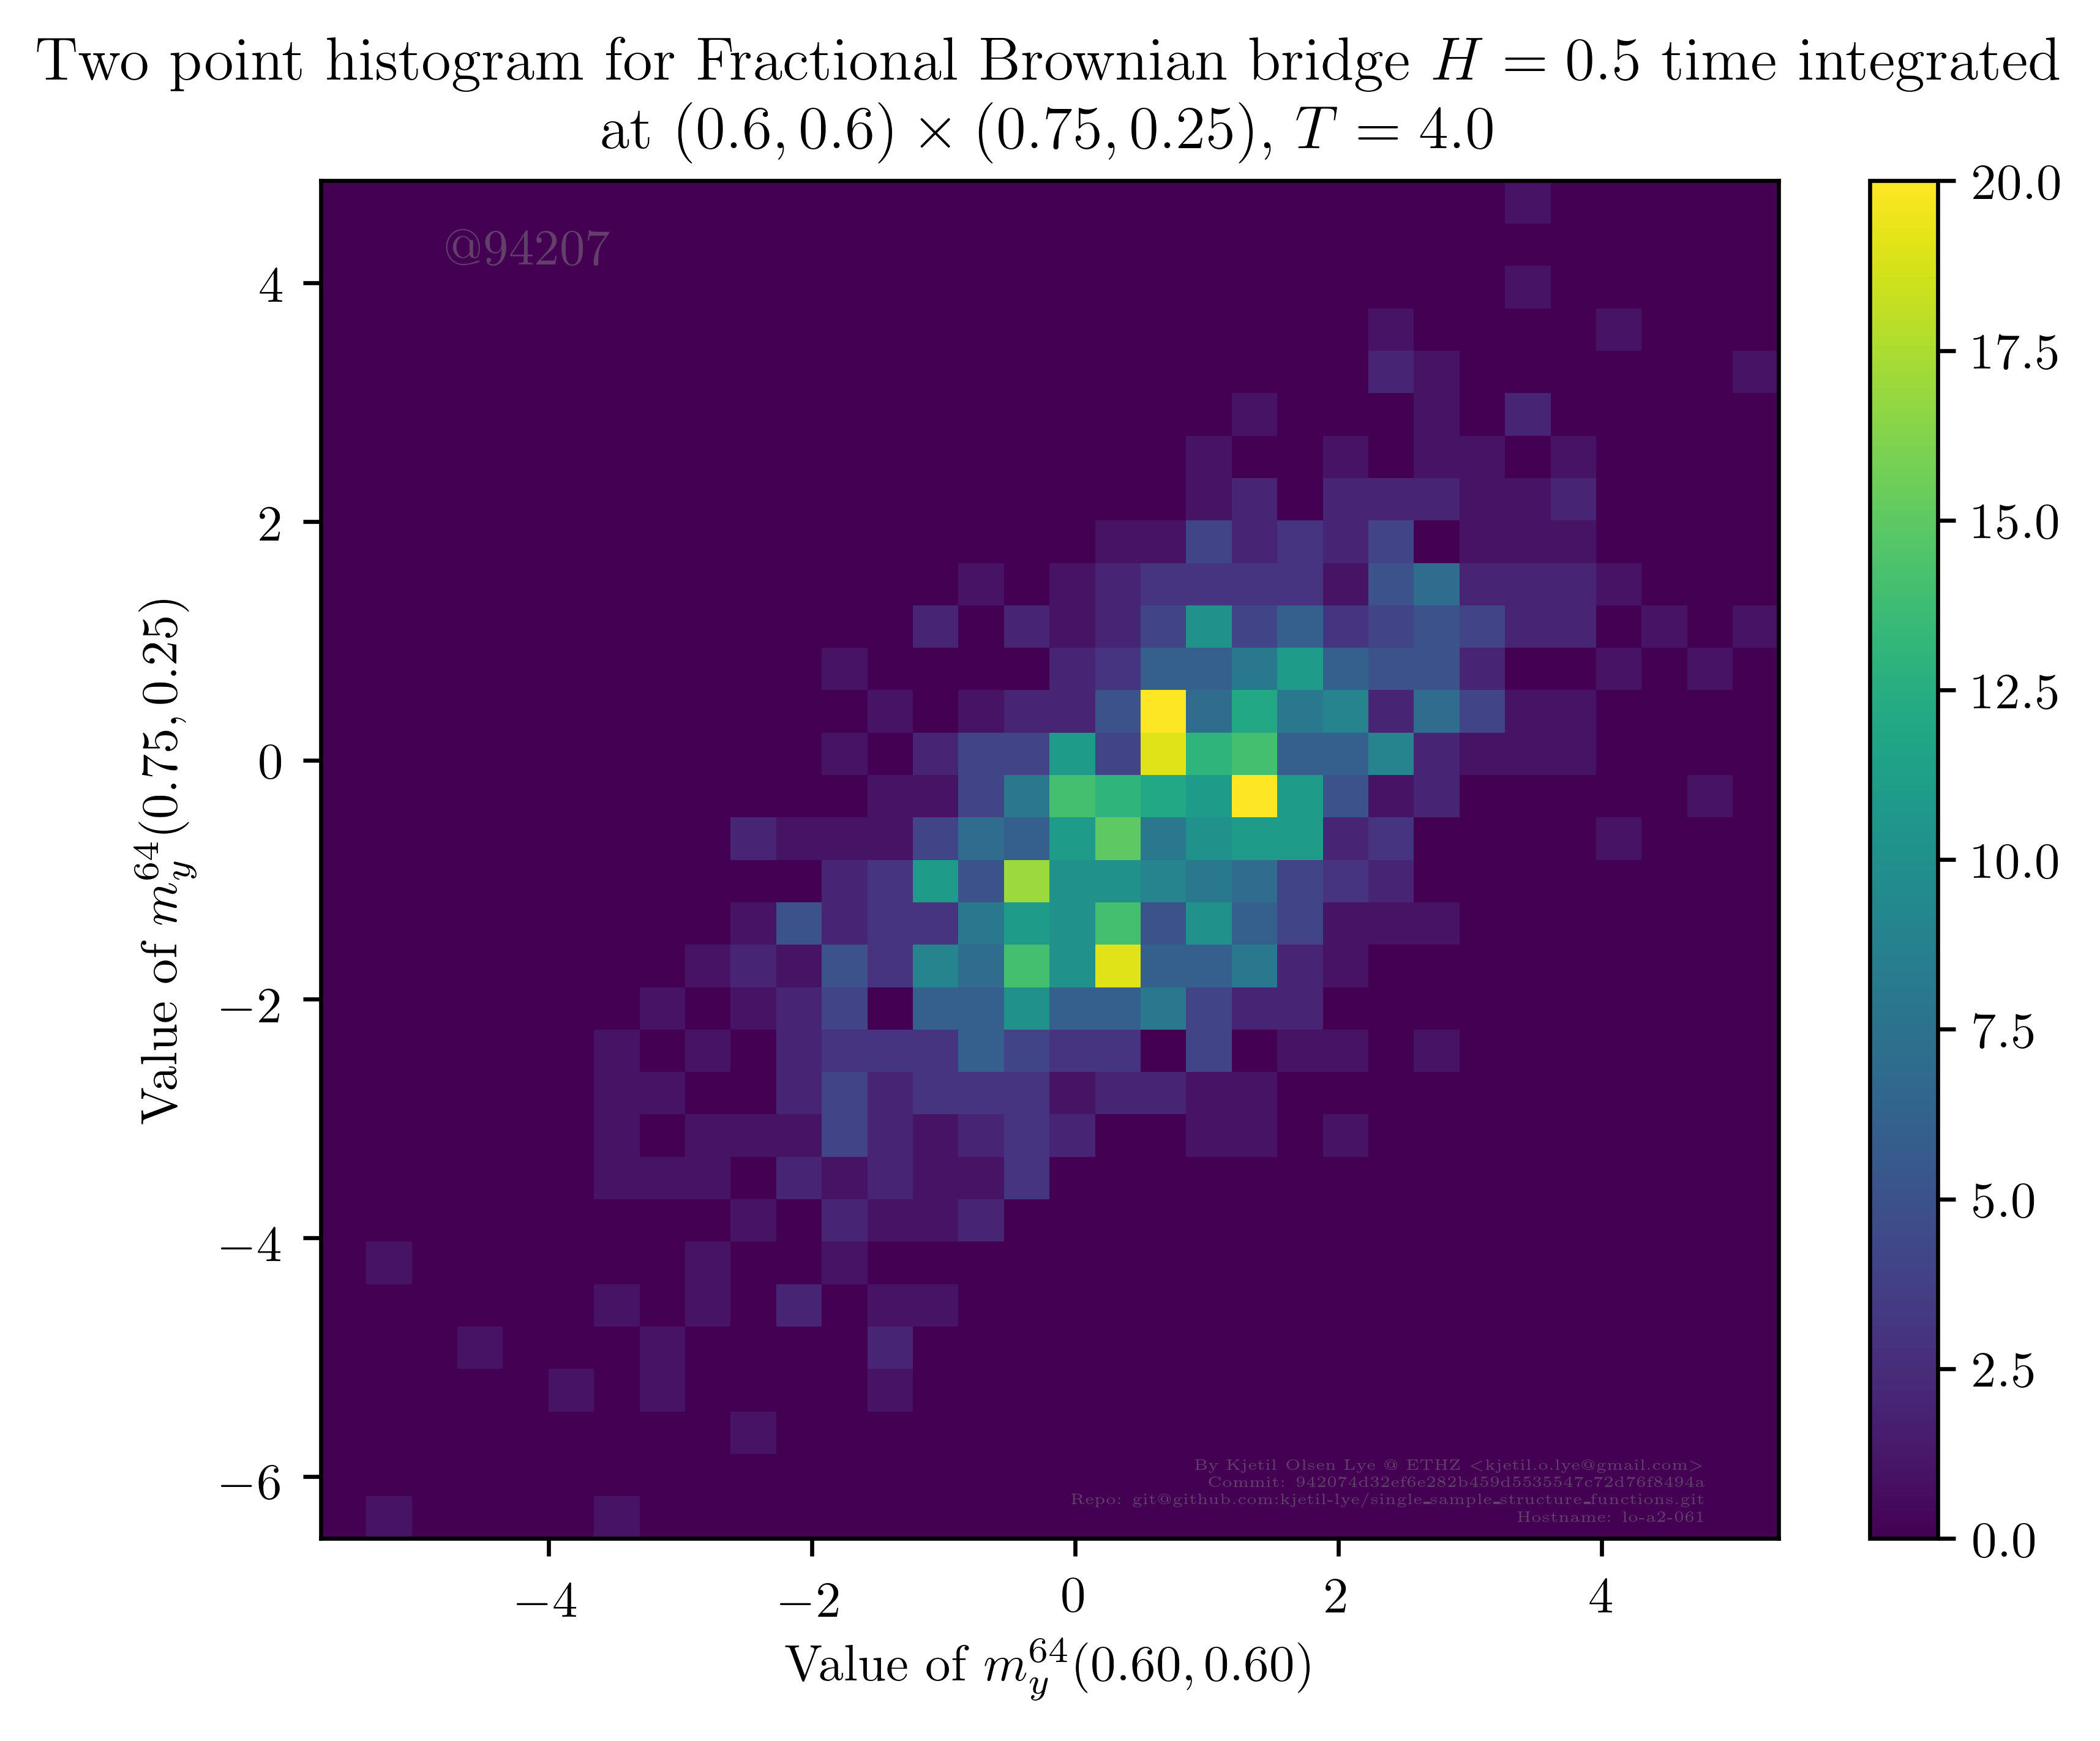 Two point histogram for Fractional Brownian bridge H = 0.5 time integrated
at (0.6, 0.6) × (0.75, 0.25), T = 4.0
@94207
4
2
0
−2
−4
−6
Value of m_y^{64}(0.75, 0.25)
−4
−2
0
2
4
Value of m_y^{64}(0.60, 0.60)
20.0
17.5
15.0
12.5
10.0
7.5
5.0
2.5
0.0
By Kjetil Olsen Lye @ ETHZ <kjetil.o.lye@gmail.com>
Commit: 942074d32ef6e282b459d5535547c72d76f8494a
Repo: git@github.com:kjetil-lye/single_sample_structure_functions.git
Hostname: lo-a2-061